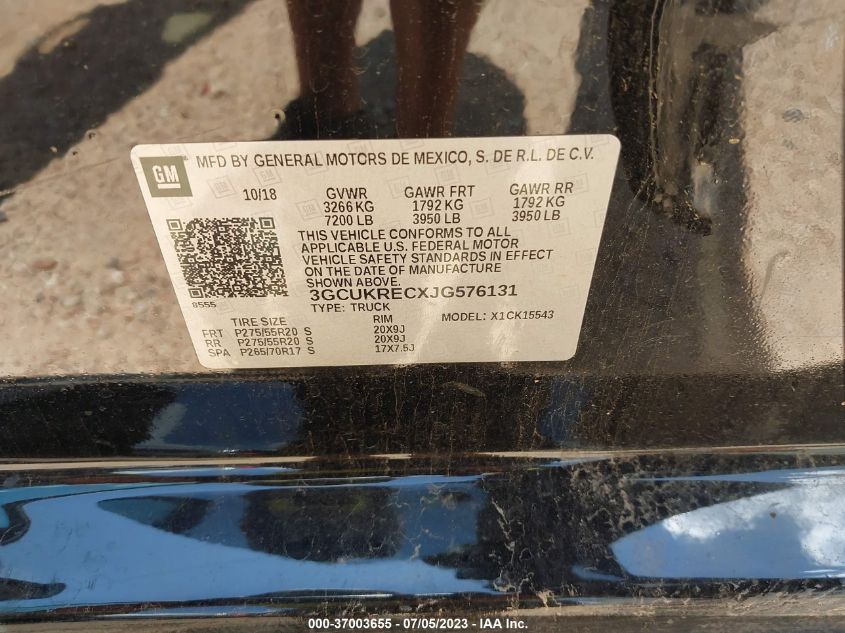 GM
MFD BY GENERAL MOTORS DE MEXICO, S. DE R.L. DE C.V.
10/18 GVWR GAWR FRT GAWR RR
3266 KG 1792 KG 1792 KG
7200 LB 3950 LB 3950 LB
THIS VEHICLE CONFORMS TO ALL
APPLICABLE U.S. FEDERAL MOTOR
VEHICLE SAFETY STANDARDS IN EFFECT
ON THE DATE OF MANUFACTURE
SHOWN ABOVE.
8555 3GCUKRECXJG576131
TYPE: TRUCK MODEL: X1CK15543
TIRE SIZE RIM
FRT P275/55R20 S 20X9J
RR P275/55R20 S 20X9J
SPA P265/70R17 S 17X7.5J
000-37003655 - 07/05/2023 - IAA Inc.